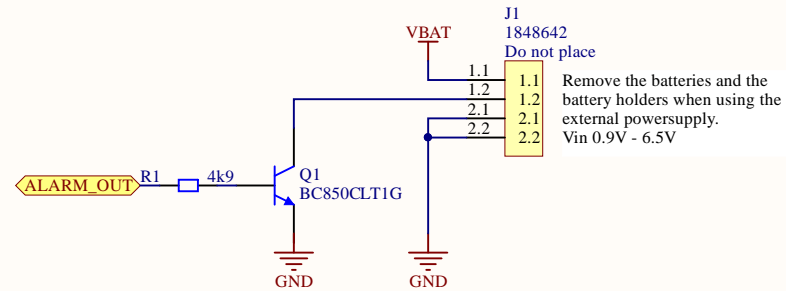 J1
1848642
Do not place
VBAT
1.1
1.2
2.1
2.2
1.1
1.2
2.1
2.2
Remove the batteries and the
battery holders when using the
external powersupply.
Vin 0.9V - 6.5V
ALARM_OUT
R1
4k9
Q1
BC850CLT1G
GND
GND